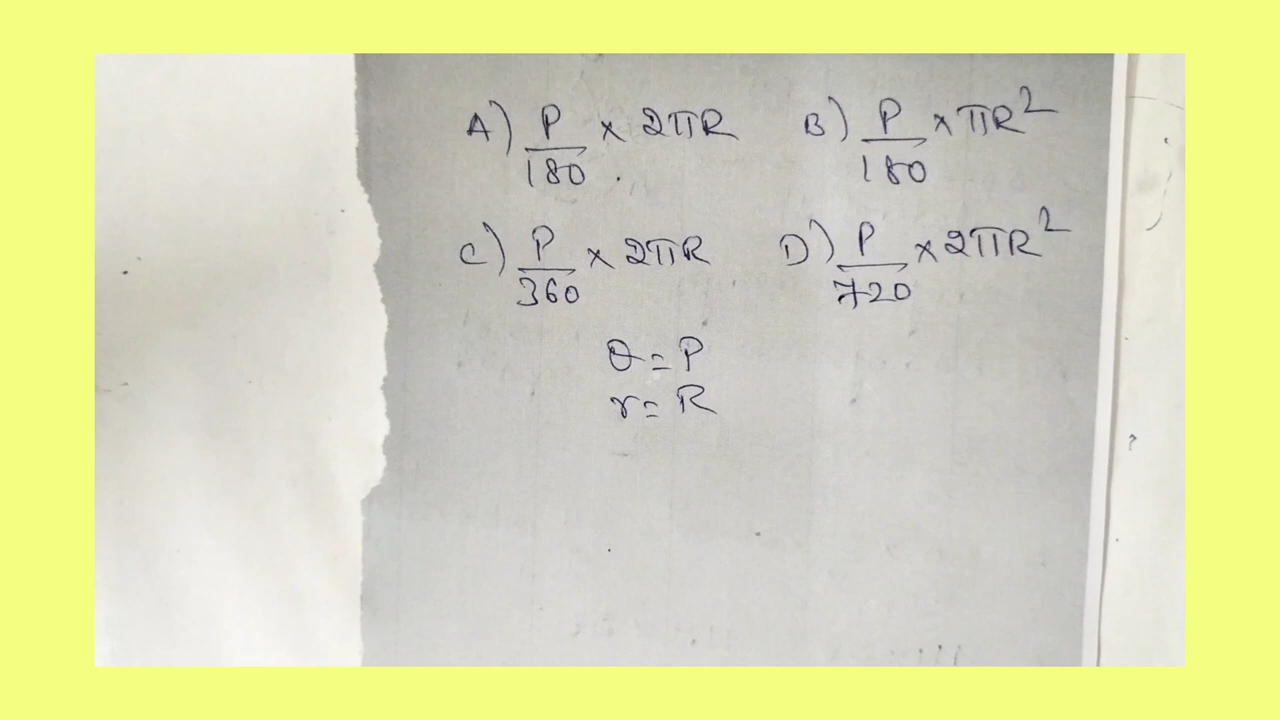 A) P/180 × 2πR B) P/180 × πR²
C) P/360 × 2πR D) P/720 × 2πR²
θ = P
r = R